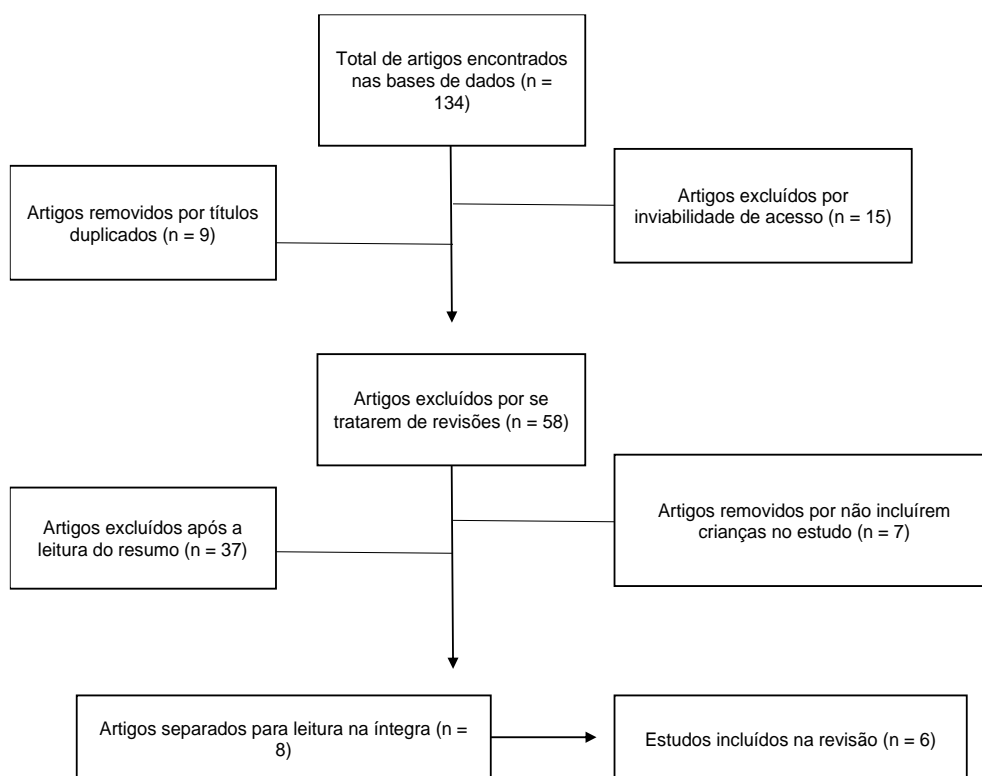 Total de artigos encontrados
nas bases de dados (n =
134)
Artigos removidos por títulos
duplicados (n = 9)
Artigos excluídos por
inviabilidade de acesso (n = 15)
Artigos excluídos por se
tratarem de revisões (n = 58)
Artigos excluídos após a
leitura do resumo (n = 37)
Artigos removidos por não incluírem
crianças no estudo (n = 7)
Artigos separados para leitura na íntegra (n =
8)
Estudos incluídos na revisão (n = 6)